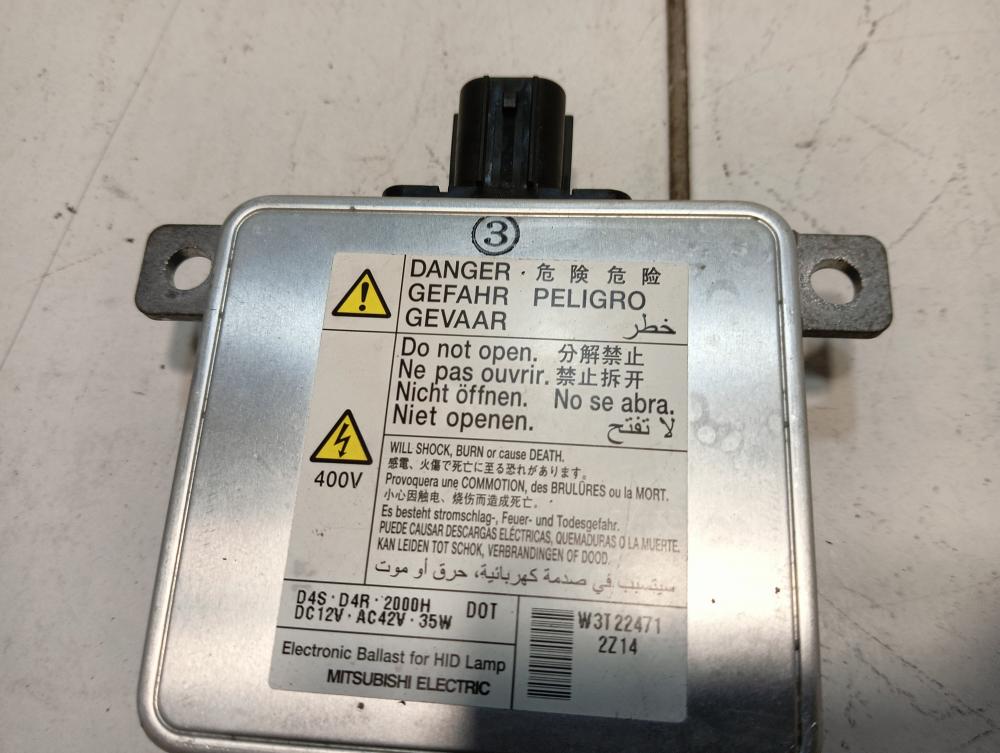 ③
DANGER · 危 険 危 险
GEFAHR PELIGRO
GEVAAR خطر
Do not open. 分解禁止
Ne pas ouvrir. 禁止拆开
Nicht öffnen. No se abra.
Niet openen. لا تفتح
400V
WILL SHOCK, BURN or cause DEATH.
感電、火傷で死亡に至る恐れがあります。
Provoquera une COMMOTION, des BRULÛRES ou la MORT.
小心因触电、烧伤而造成死亡。
Es besteht stromschlag-, Feuer- und Todesgefahr.
PUEDE CAUSAR DESCARGAS ELÉCTRICAS, QUEMADURAS O LA MUERTE.
KAN LEIDEN TOT SCHOK, VERBRANDINGEN OF DOOD.
سيتسبب في صدمة كهربائية، حرق أو موت
D4S · D4R · 2000H DOT
DC12V · AC42V · 35W
W3T22471
2Z14
Electronic Ballast for HID Lamp
MITSUBISHI ELECTRIC